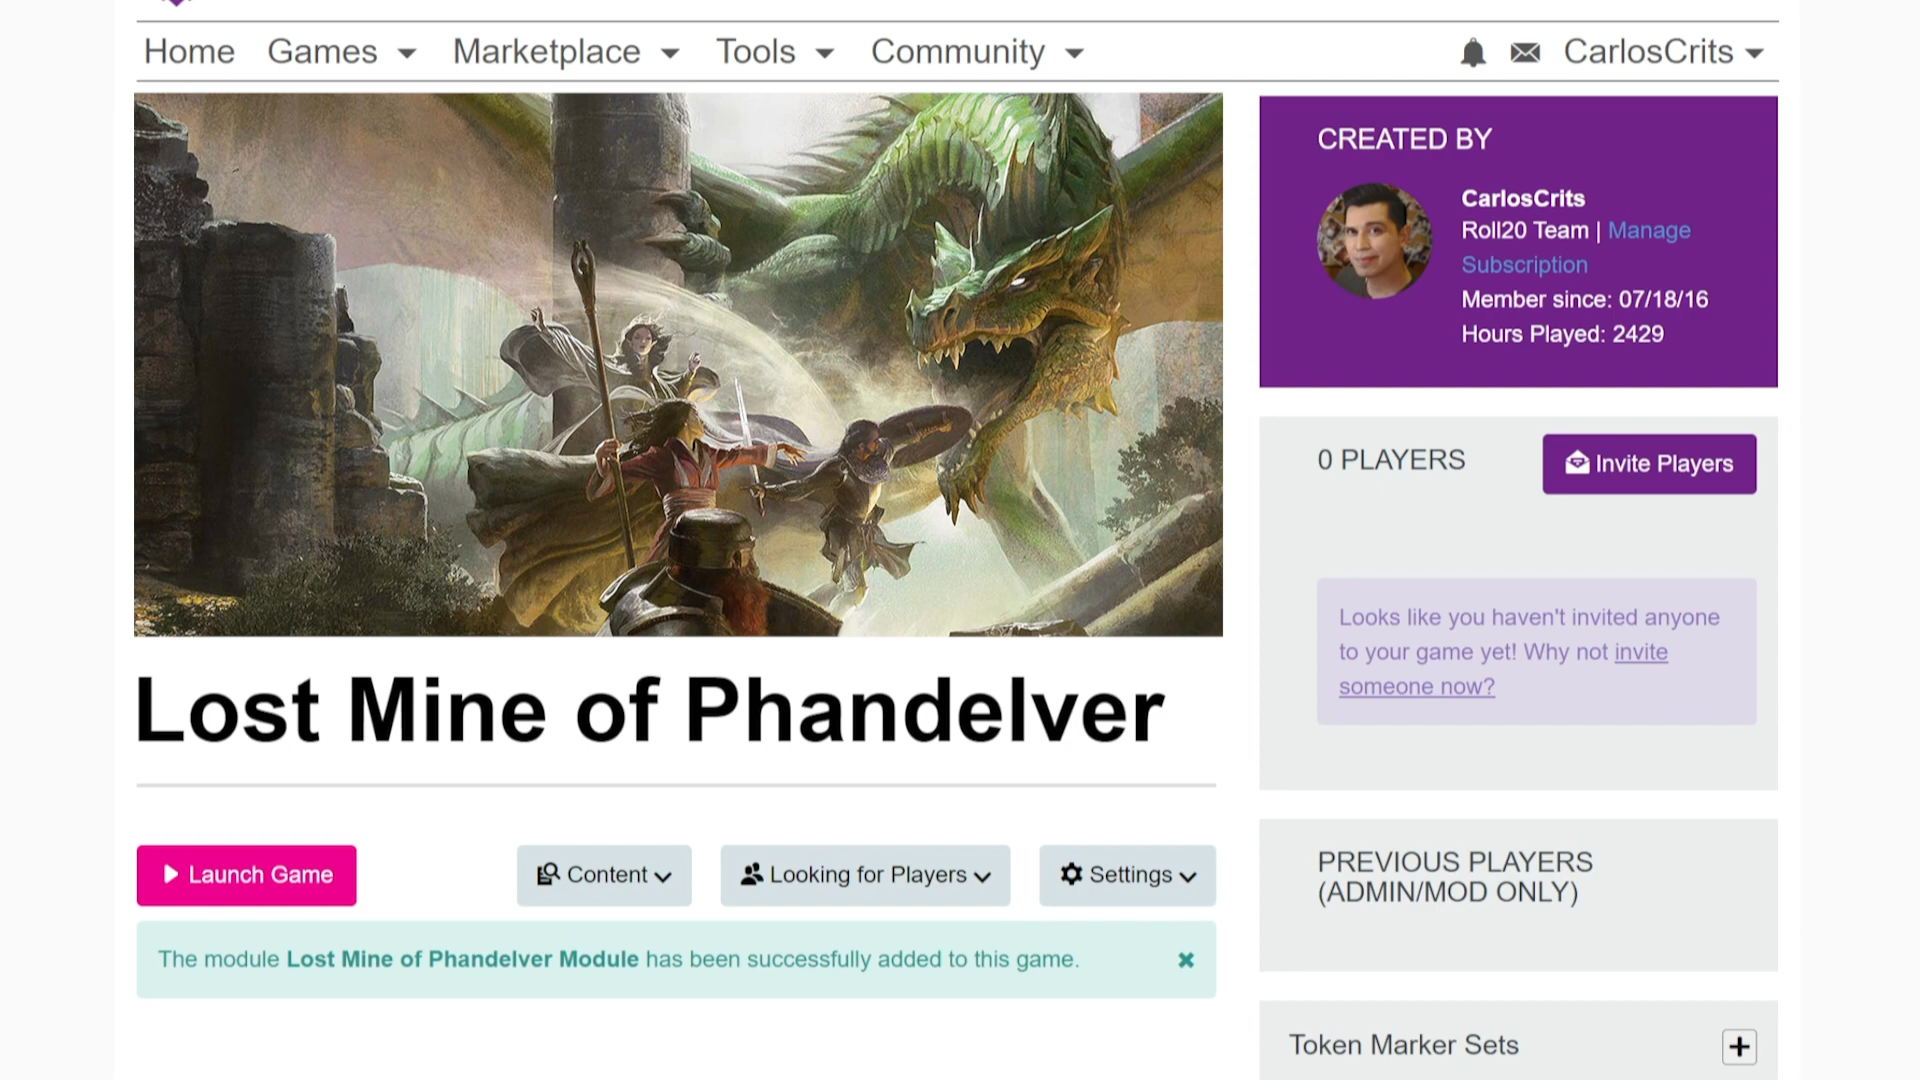 Home Games Marketplace Tools Community CarlosCrits
CREATED BY
CarlosCrits
Roll20 Team | Manage
Subscription
Member since: 07/18/16
Hours Played: 2429
0 PLAYERS
Invite Players
Looks like you haven't invited anyone
to your game yet! Why not invite
someone now?
Lost Mine of Phandelver
Launch Game Content Looking for Players Settings
The module Lost Mine of Phandelver Module has been successfully added to this game.
PREVIOUS PLAYERS
(ADMIN/MOD ONLY)
Token Marker Sets